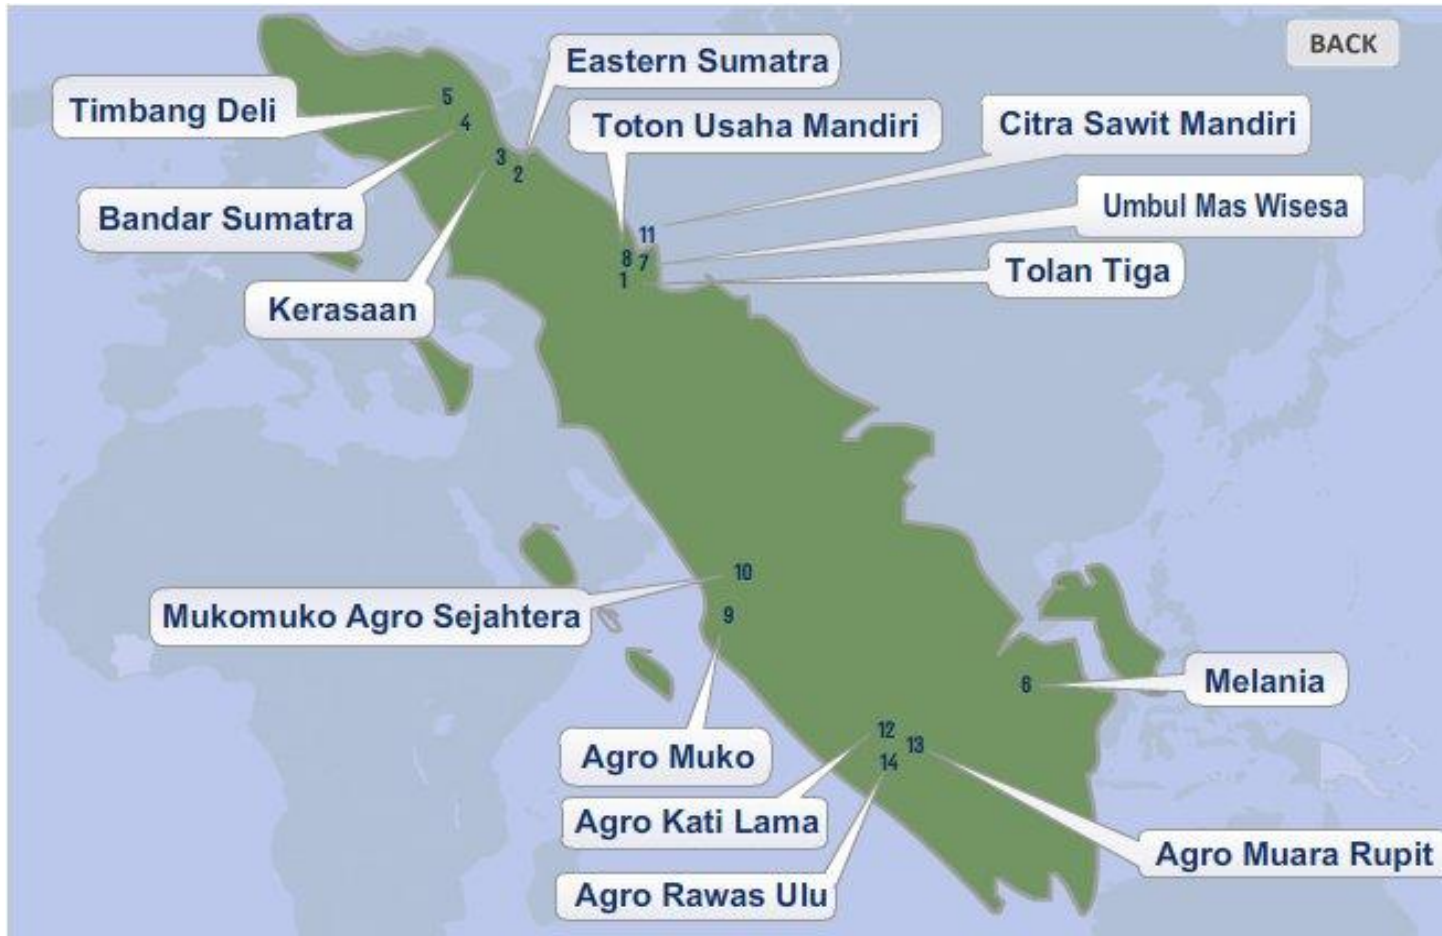 BACK
Eastern Sumatra
Timbang Deli
5
4
Toton Usaha Mandiri
Citra Sawit Mandiri
3
2
Bandar Sumatra
Umbul Mas Wisesa
11
8
7
1
Tolan Tiga
Kerasaan
10
Mukomuko Agro Sejahtera
9
6
Melania
12
13
14
Agro Muko
Agro Kati Lama
Agro Muara Rupit
Agro Rawas Ulu